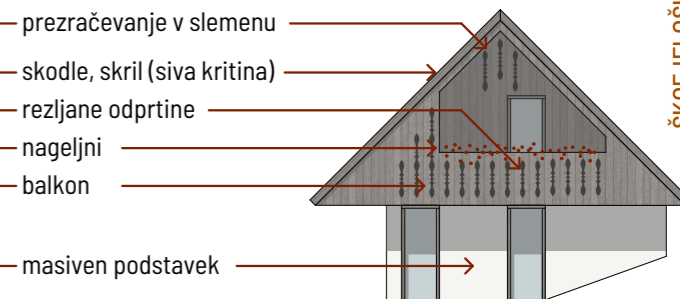 prezračevanje v slemenu
skodle, skril (siva kritina)
rezljane odprtine
nageljni
balkon
masiven podstavek